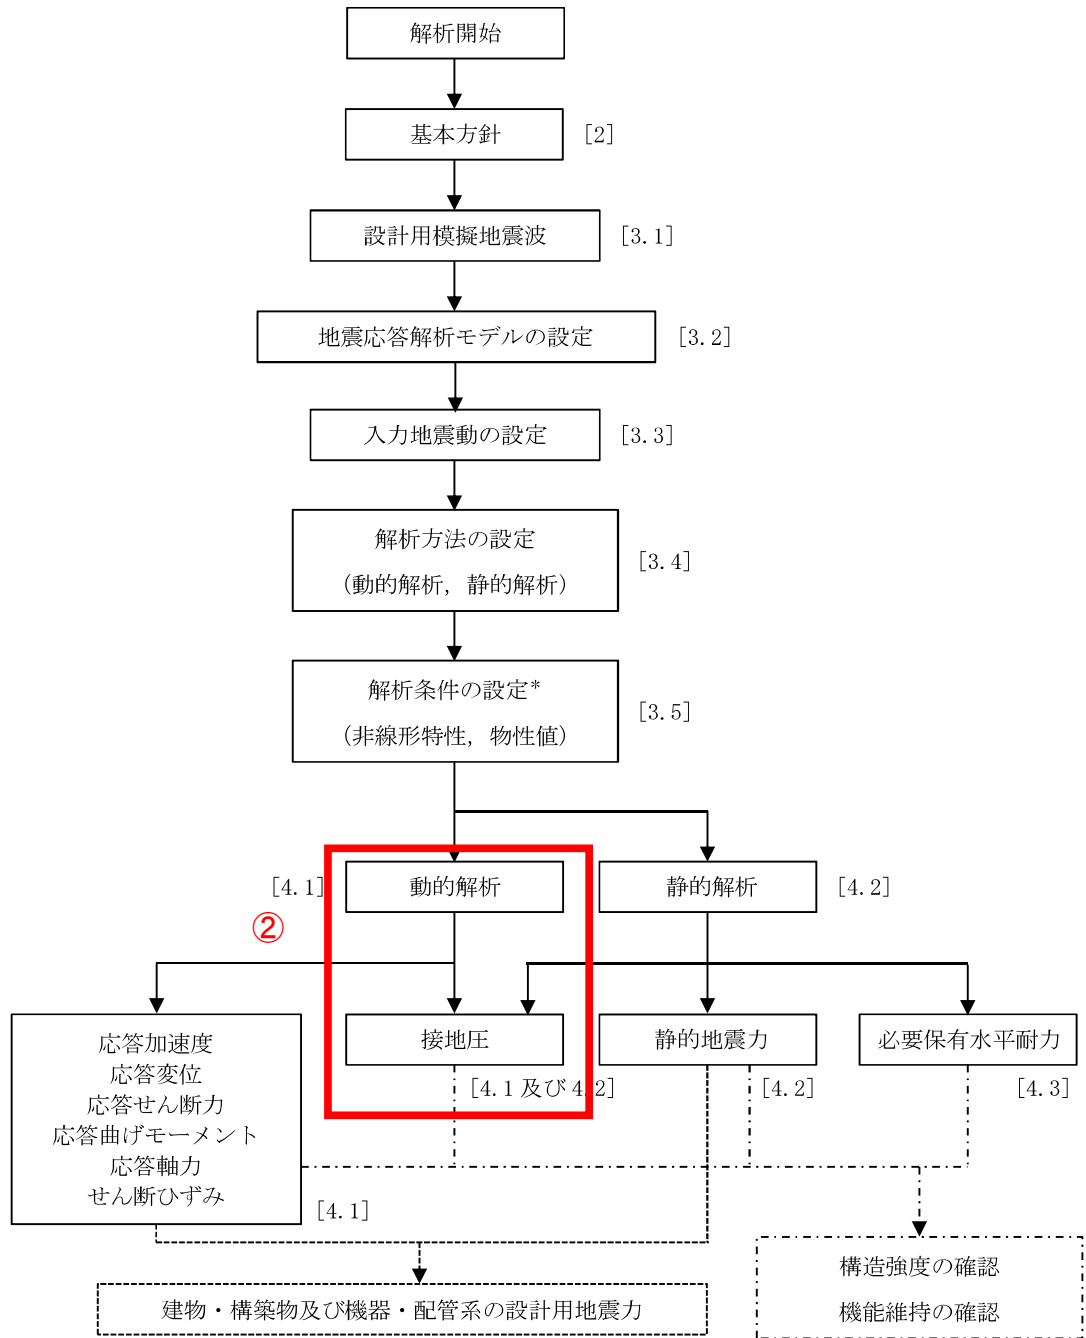 解析開始
基本方針
[2]
設計用模擬地震波
[3.1]
地震応答解析モデルの設定
[3.2]
入力地震動の設定
[3.3]
解析方法の設定
(動的解析，静的解析)
[3.4]
解析条件の設定*
(非線形特性，物性値)
[3.5]
[4.1]
動的解析
静的解析
[4.2]
②
応答加速度
応答変位
応答せん断力
応答曲げモーメント
応答軸力
せん断ひずみ
[4.1]
接地圧
[4.1 及び 4.2]
静的地震力
[4.2]
必要保有水平耐力
[4.3]
建物・構築物及び機器・配管系の設計用地震力
構造強度の確認
機能維持の確認